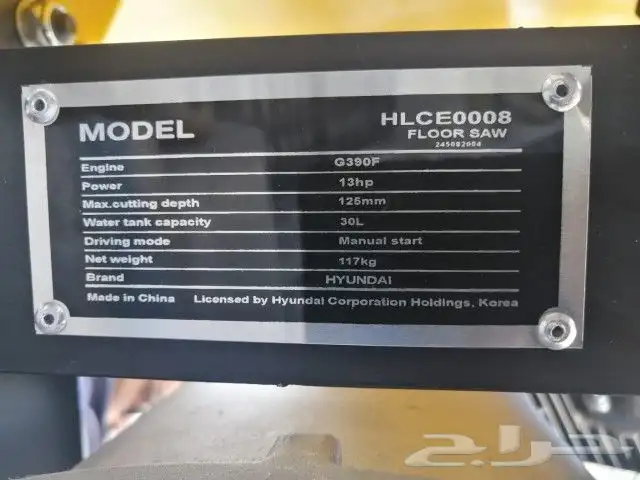 MODEL
HLCE0008
FLOOR SAW
245082004
Engine G390F
Power 13hp
Max.cutting depth 125mm
Water tank capacity 30L
Driving mode Manual start
Net weight 117kg
Brand HYUNDAI
Made in China Licensed by Hyundai Corporation Holdings, Korea
حراج